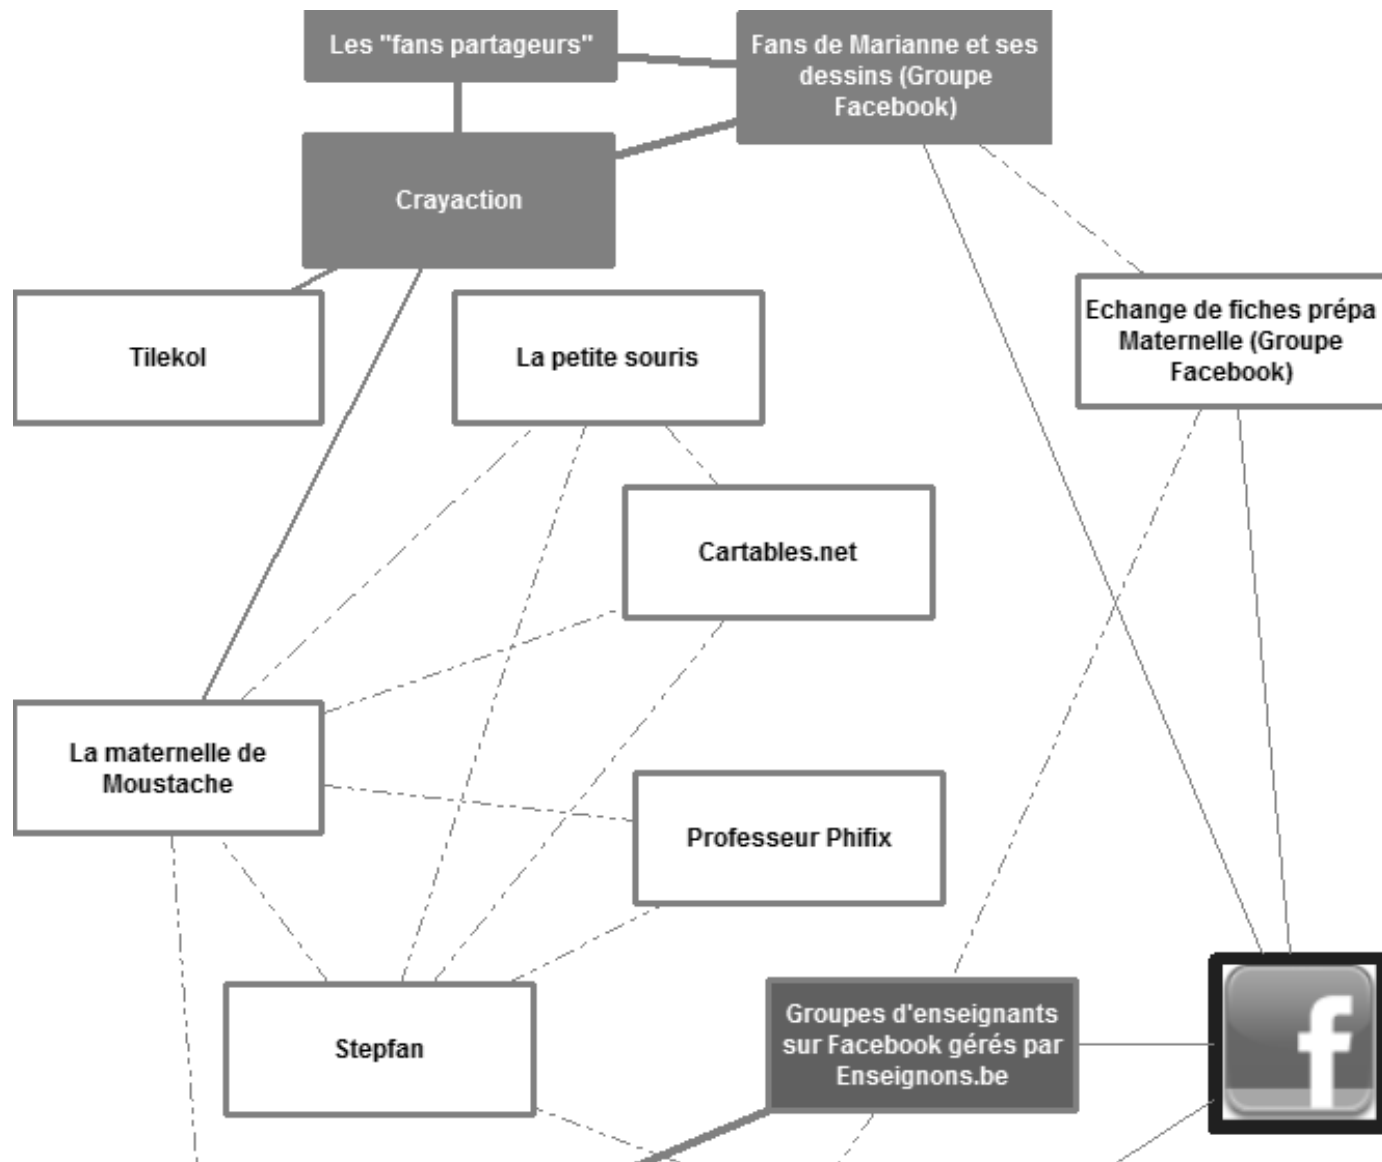 Les "fans partageurs"
Fans de Marianne et ses
dessins (Groupe
Facebook)
Crayaction
Tilekol
La petite souris
Echange de fiches prépa
Maternelle (Groupe
Facebook)
Cartables.net
La maternelle de
Moustache
Professeur Phifix
Stepfan
Groupes d'enseignants
sur Facebook gérés par
Enseignons.be
f